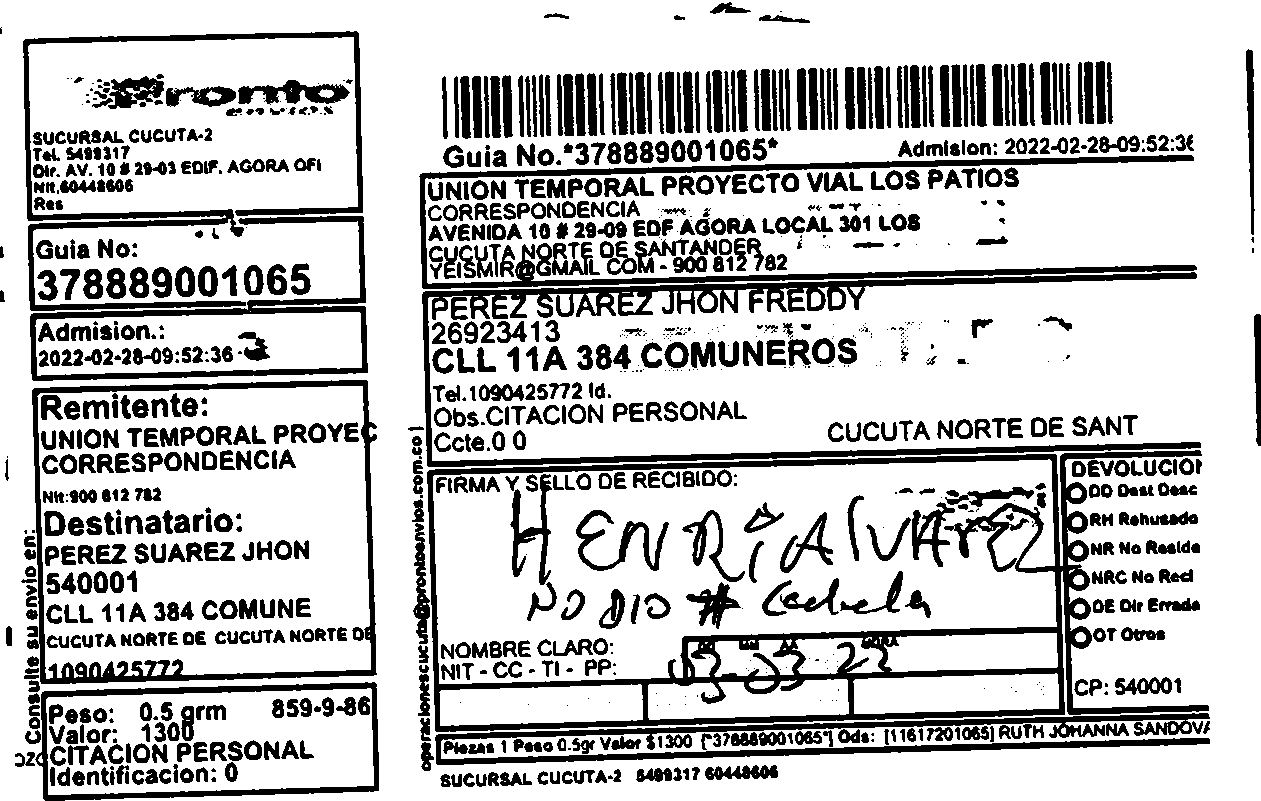 Pronto
envios
SUCURSAL CUCUTA-2
Tel. 5499317
Dir. AV. 10 # 29-03 EDIF. AGORA OFI
Nit.60448606
Res
Guia No:
378889001065
Admision.:
2022-02-28-09:52:36
Remitente:
UNION TEMPORAL PROYEC
CORRESPONDENCIA
Nit:900 612 782
Destinatario:
PEREZ SUAREZ JHON
540001
CLL 11A 384 COMUNE
CUCUTA NORTE DE CUCUTA NORTE DE
1090425772
Peso: 0.5 grm 859-9-86
Valor: 1300
CITACION PERSONAL
Identificacion: 0
Consulte su envio en:
operacionescucuta@prontoenvios.com.co
Guia No.*378889001065*
Admision: 2022-02-28-09:52:36
UNION TEMPORAL PROYECTO VIAL LOS PATIOS
CORRESPONDENCIA
AVENIDA 10 # 29-09 EDF AGORA LOCAL 301 LOS
CUCUTA NORTE DE SANTANDER
YEISMIR@GMAIL COM - 900 812 782
PEREZ SUAREZ JHON FREDDY
26923413
CLL 11A 384 COMUNEROS
Tel.1090425772 Id.
Obs.CITACION PERSONAL
Ccte.0 0
CUCUTA NORTE DE SANT
FIRMA Y SELLO DE RECIBIDO:
HENRI AlVAREZ
NO DIO # Cedula
NOMBRE CLARO:
NIT - CC - TI - PP:
03-03 22
DEVOLUCION
DD Dest Desc
RH Rehusado
NR No Reside
NRC No Recl
DE Dir Errada
OT Otros
CP: 540001
Piezas 1 Peso 0.5gr Valor $1300 ["378889001065"] Ods: [11617201065] RUTH JOHANNA SANDOVA
SUCURSAL CUCUTA-2 5499317 60448606